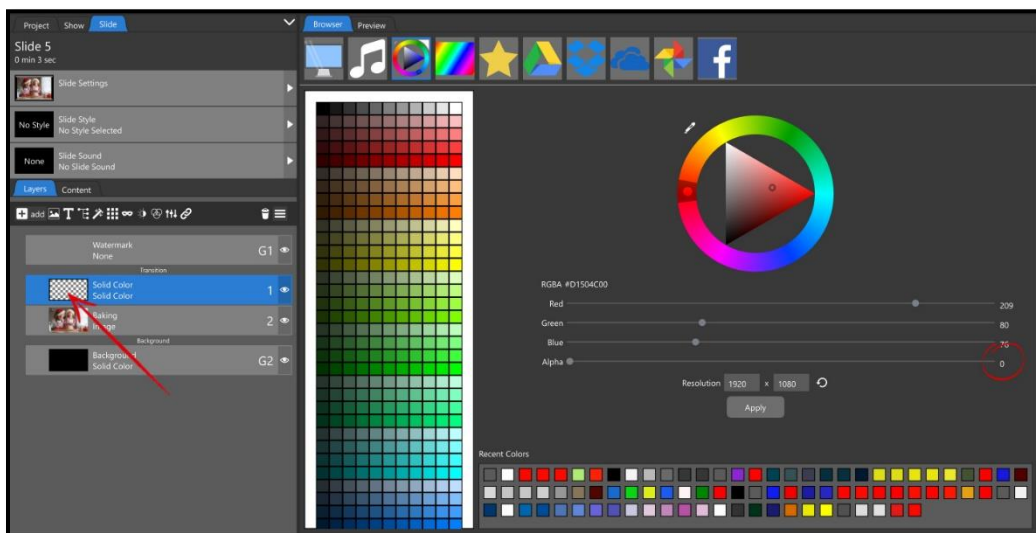 Project Show Slide
Slide 5
0 min 3 sec
Slide Settings
No Style
Slide Style
No Style Selected
None
Slide Sound
No Slide Sound
Layers Content
add
Watermark
None
G1
Transition
Solid Color
Solid Color
1
Baking
Image
2
Background
Background
Solid Color
G2
Browser Preview
RGBA #D1504C00
Red 209
Green 80
Blue 76
Alpha 0
Resolution 1920 x 1080
Apply
Recent Colors